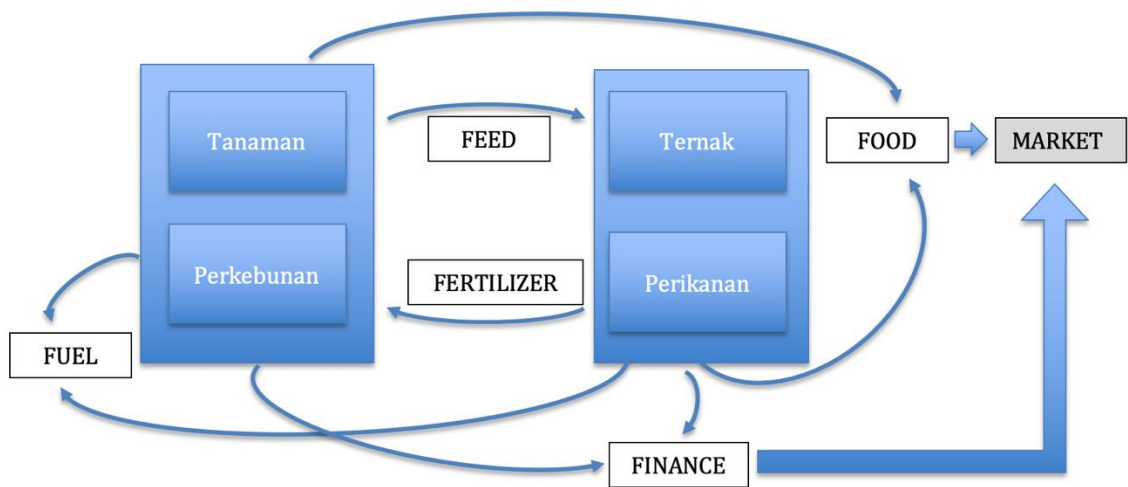 Tanaman
Perkebunan
FEED
FERTILIZER
Ternak
Perikanan
FOOD
MARKET
FUEL
FINANCE